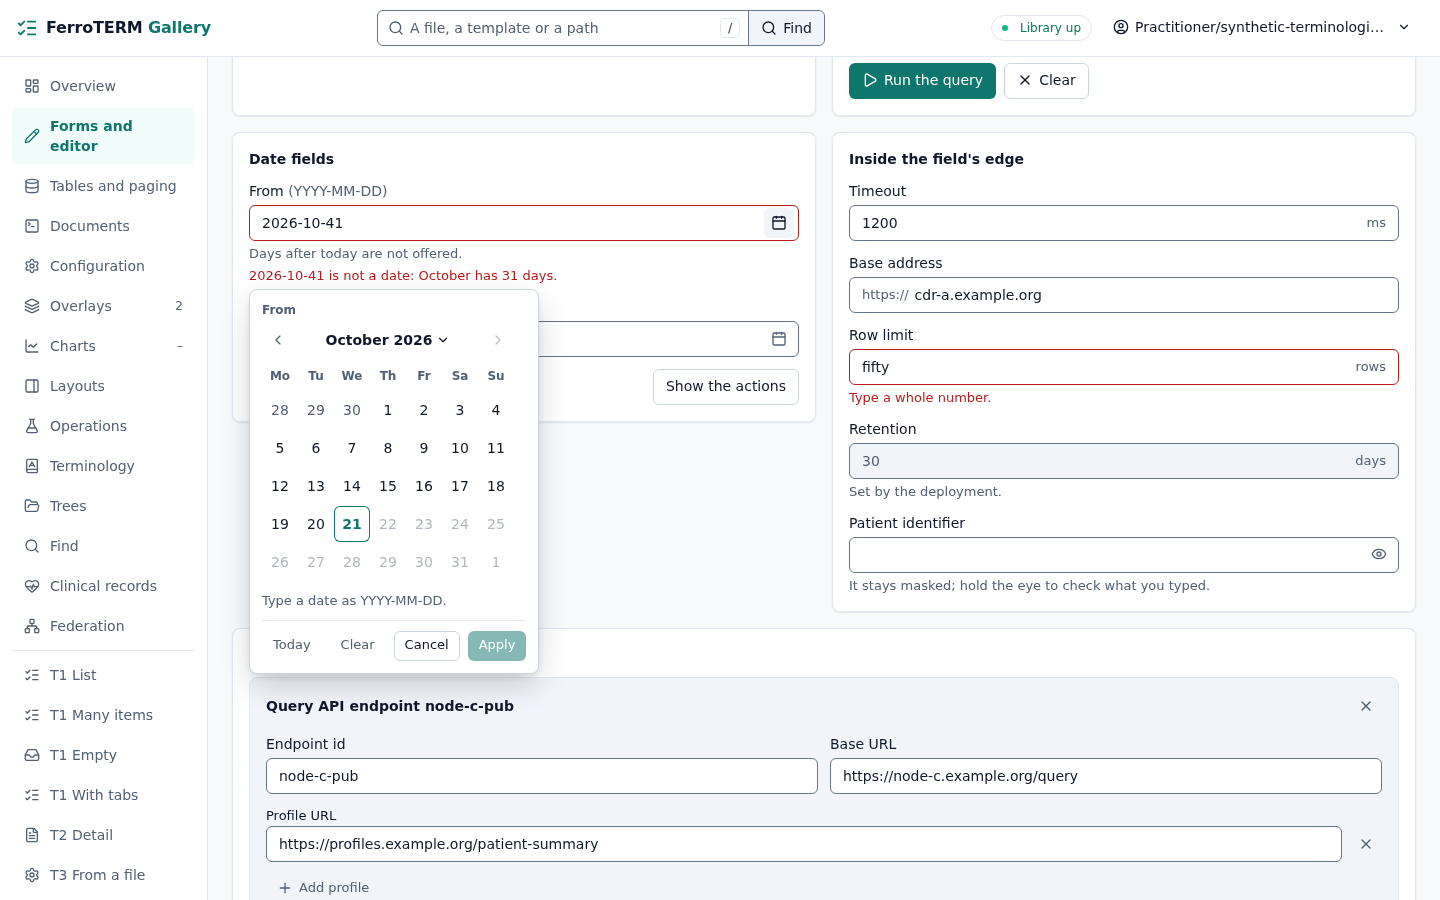 FerroTERM Gallery
A file, a template or a path
/
Find
Library up
Practitioner/synthetic-terminologi...
Overview
Forms and
editor
Tables and paging
Documents
Configuration
Overlays 2
Charts –
Layouts
Operations
Terminology
Trees
Find
Clinical records
Federation
T1 List
T1 Many items
T1 Empty
T1 With tabs
T2 Detail
T3 From a file
Run the query
Clear
Date fields
From (YYYY-MM-DD)
2026-10-41
Days after today are not offered.
2026-10-41 is not a date: October has 31 days.
Show the actions
From
October 2026
Mo Tu We Th Fr Sa Su
28 29 30 1 2 3 4
5 6 7 8 9 10 11
12 13 14 15 16 17 18
19 20 21 22 23 24 25
26 27 28 29 30 31 1
Type a date as YYYY-MM-DD.
Today Clear Cancel Apply
Inside the field's edge
Timeout
1200 ms
Base address
https:// cdr-a.example.org
Row limit
fifty rows
Type a whole number.
Retention
30 days
Set by the deployment.
Patient identifier
It stays masked; hold the eye to check what you typed.
Query API endpoint node-c-pub
Endpoint id
node-c-pub
Base URL
https://node-c.example.org/query
Profile URL
https://profiles.example.org/patient-summary
Add profile